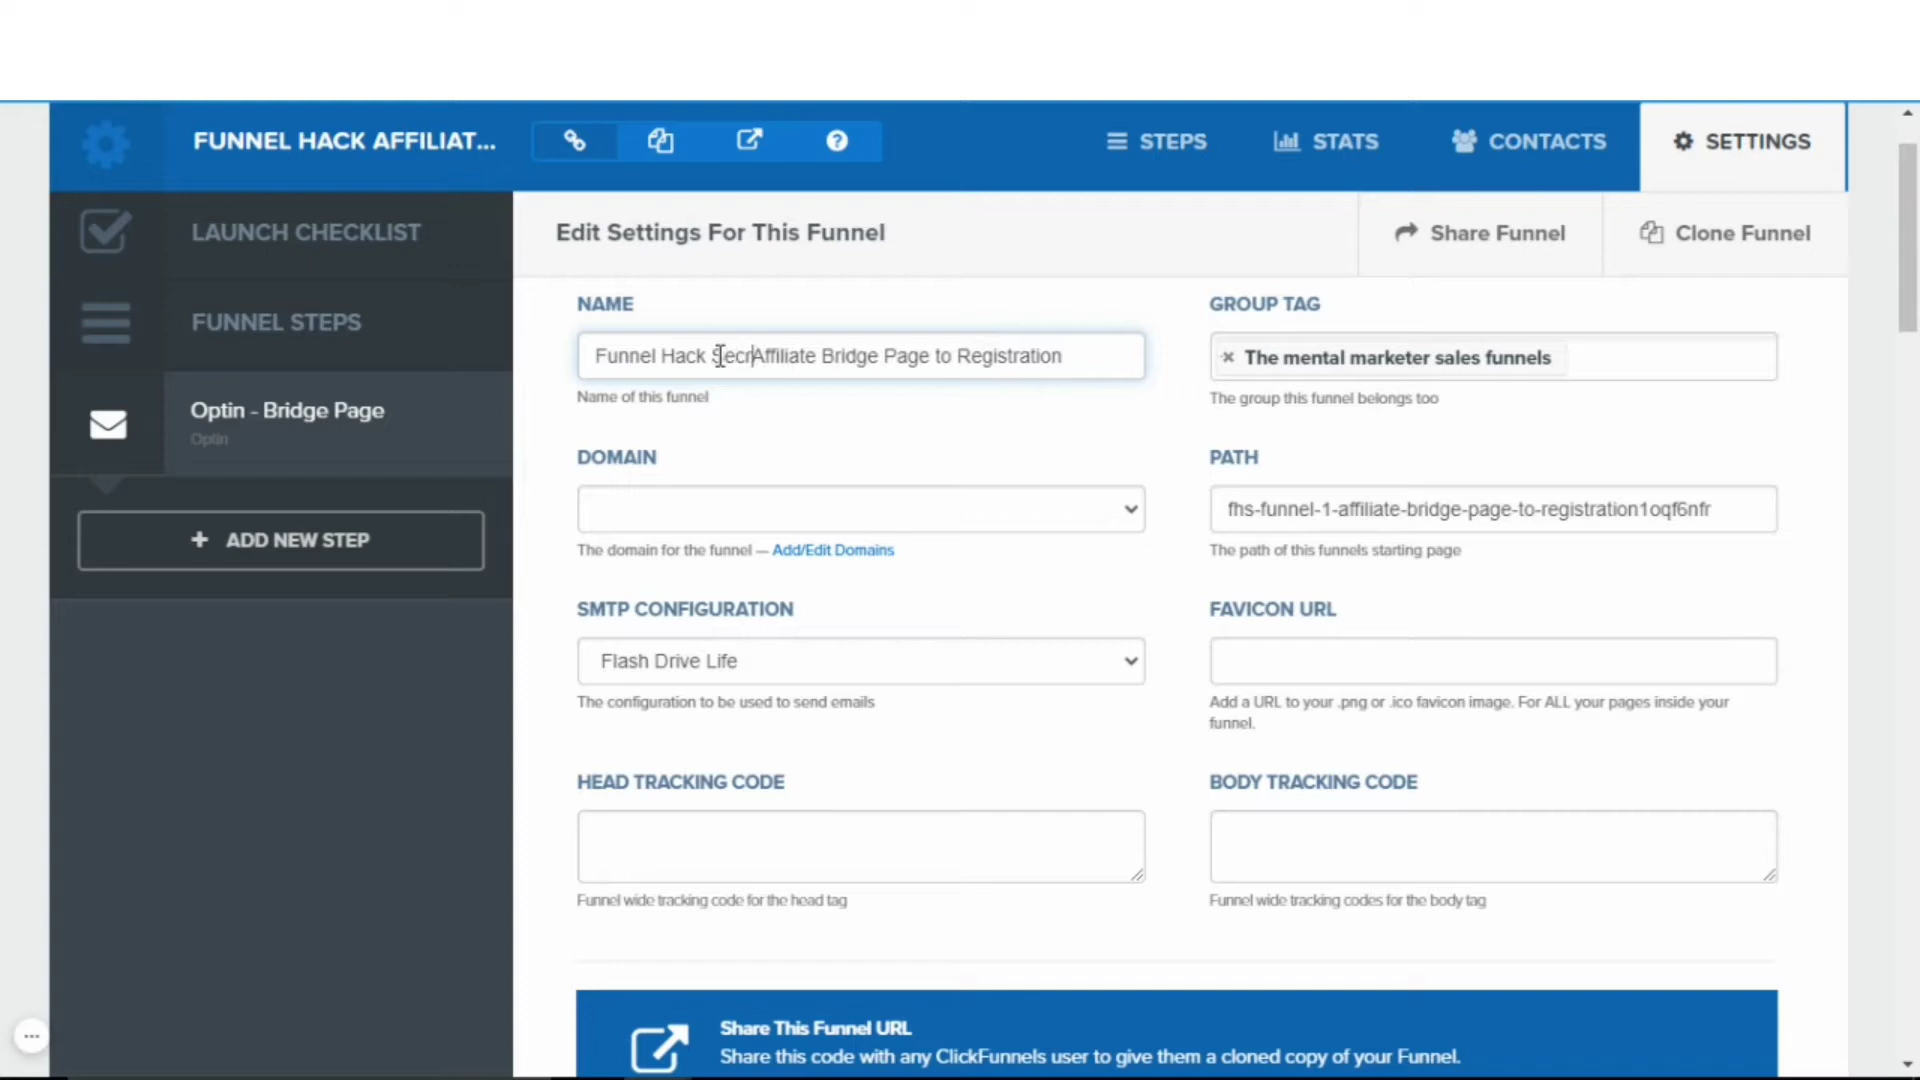 FUNNEL HACK AFFILIAT...
STEPS
STATS
CONTACTS
SETTINGS
LAUNCH CHECKLIST
FUNNEL STEPS
Optin - Bridge Page
Optin
+ ADD NEW STEP
Edit Settings For This Funnel
Share Funnel
Clone Funnel
NAME
Funnel Hack SecrAffiliate Bridge Page to Registration
Name of this funnel
GROUP TAG
× The mental marketer sales funnels
The group this funnel belongs too
DOMAIN
The domain for the funnel — Add/Edit Domains
PATH
fhs-funnel-1-affiliate-bridge-page-to-registration1oqf6nfr
The path of this funnels starting page
SMTP CONFIGURATION
Flash Drive Life
The configuration to be used to send emails
FAVICON URL
Add a URL to your .png or .ico favicon image. For ALL your pages inside your
funnel.
HEAD TRACKING CODE
Funnel wide tracking code for the head tag
BODY TRACKING CODE
Funnel wide tracking codes for the body tag
Share This Funnel URL
Share this code with any ClickFunnels user to give them a cloned copy of your Funnel.